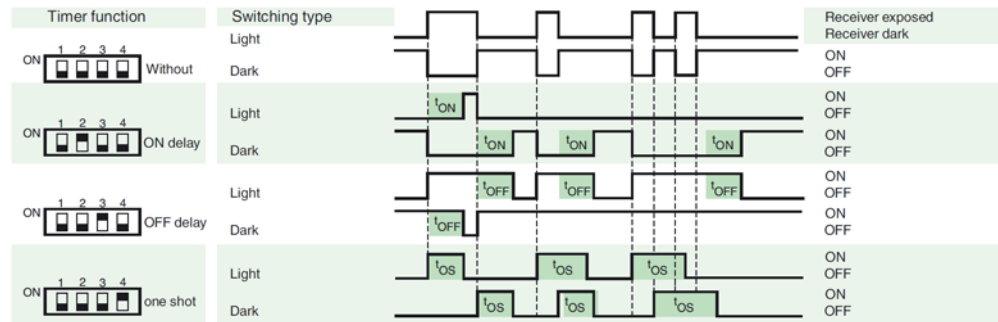 Timer function
Switching type
Light
Receiver exposed
Receiver dark
ON
1 2 3 4
Without
Dark
ON
OFF
ON
1 2 3 4
ON delay
Light
tON
ON
OFF
Dark
tON
tON
tON
ON
OFF
ON
1 2 3 4
OFF delay
Light
tOFF
tOFF
tOFF
ON
OFF
Dark
tOFF
ON
OFF
ON
1 2 3 4
one shot
Light
tOS
tOS
tOS
ON
OFF
Dark
tOS
tOS
tOS
ON
OFF